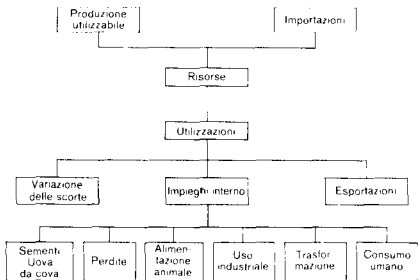 Produzione
utilizzabile
Importazioni
Risorse
Utilizzazioni
Variazione
delle scorte
Impieghi interno
Esportazioni
Sementi
Uova
da cova
Perdite
Alimen-
tazione
animale
Uso
industriale
Trasfor
mazione
Consumo
umano